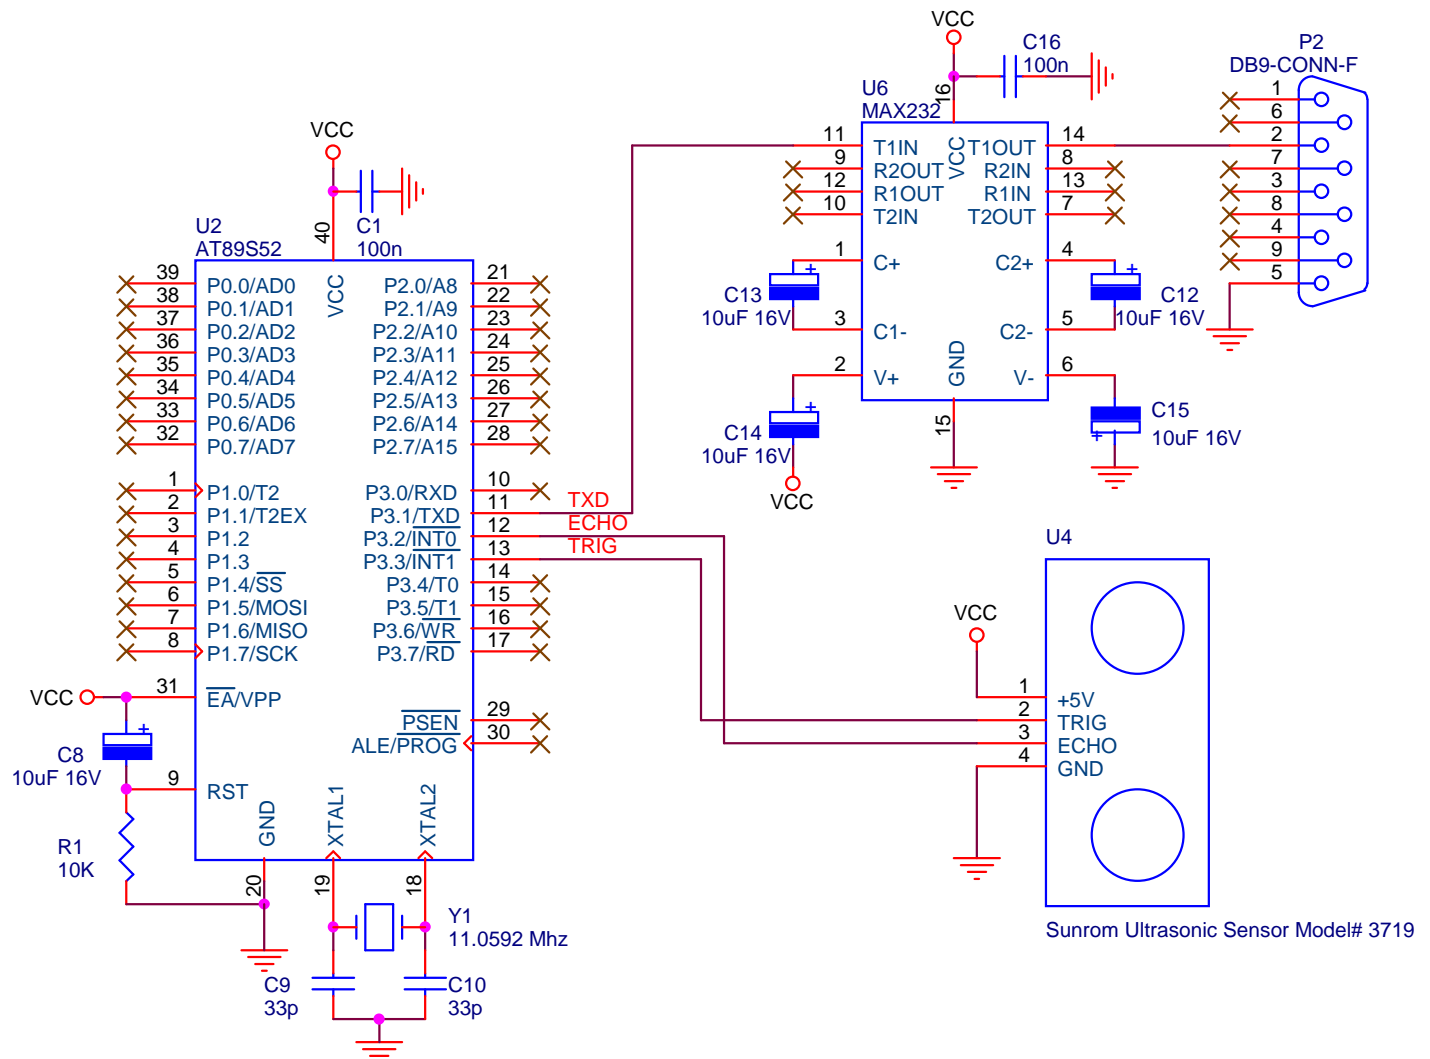 VCC
C16
100n
P2
DB9-CONN-F
U6
MAX232
16
VCC
11 T1IN
9 R2OUT
12 R1OUT
10 T2IN
1 C+
3 C1-
2 V+
T1OUT 14
R2IN 8
R1IN 13
T2OUT 7
C2+ 4
C2- 5
V- 6
GND
15
1
6
2
7
3
8
4
9
5
C13
10uF 16V
C12
10uF 16V
C14
10uF 16V
VCC
C15
10uF 16V
VCC
C1
100n
40
U2
AT89S52
VCC
39 P0.0/AD0
38 P0.1/AD1
37 P0.2/AD2
36 P0.3/AD3
35 P0.4/AD4
34 P0.5/AD5
33 P0.6/AD6
32 P0.7/AD7
1 P1.0/T2
2 P1.1/T2EX
3 P1.2
4 P1.3
5 P1.4/SS
6 P1.5/MOSI
7 P1.6/MISO
8 P1.7/SCK
31 EA/VPP
9 RST
P2.0/A8 21
P2.1/A9 22
P2.2/A10 23
P2.3/A11 24
P2.4/A12 25
P2.5/A13 26
P2.6/A14 27
P2.7/A15 28
P3.0/RXD 10
P3.1/TXD 11 TXD
P3.2/INT0 12 ECHO
P3.3/INT1 13 TRIG
P3.4/T0 14
P3.5/T1 15
P3.6/WR 16
P3.7/RD 17
PSEN 29
ALE/PROG 30
GND
XTAL1
XTAL2
20
19
18
VCC
C8
10uF 16V
R1
10K
Y1
11.0592 Mhz
C9
33p
C10
33p
U4
VCC
1 +5V
2 TRIG
3 ECHO
4 GND
Sunrom Ultrasonic Sensor Model# 3719